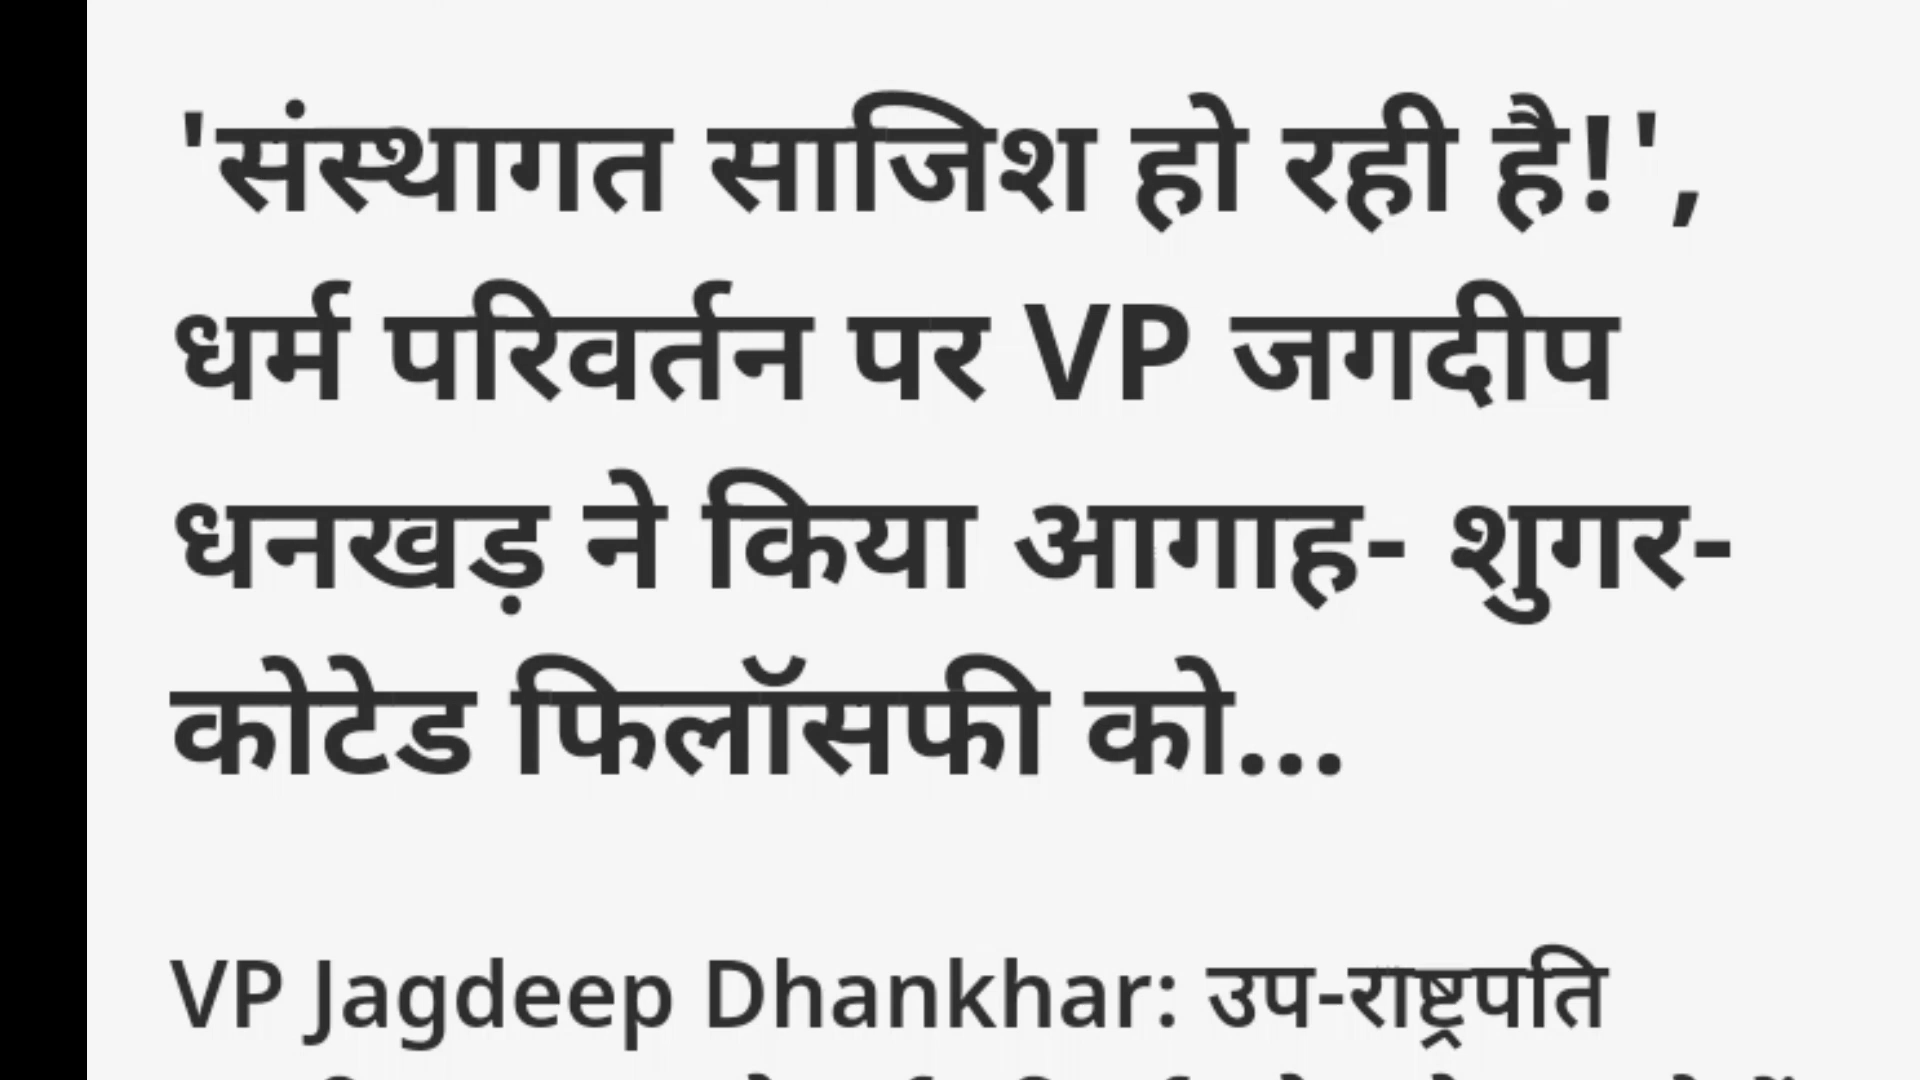 'संस्थागत साजिश हो रही है!',
धर्म परिवर्तन पर VP जगदीप
धनखड़ ने किया आगाह- शुगर-
कोटेड फिलॉसफी को...
VP Jagdeep Dhankhar: उप-राष्ट्रपति